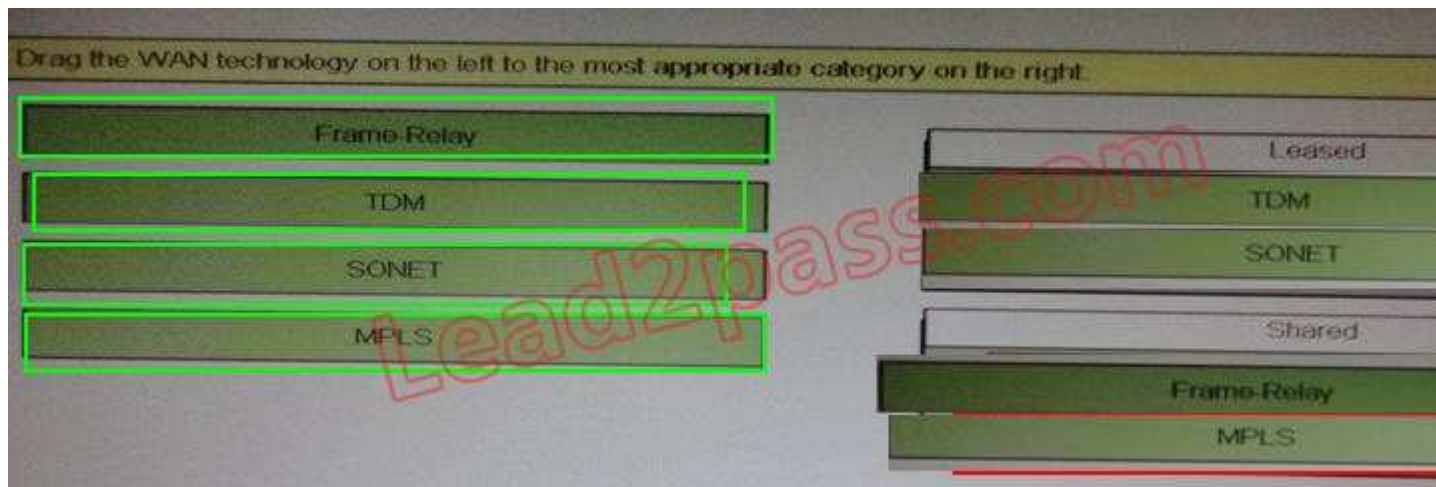 Drag the WAN technology on the left to the most appropriate category on the right.
Frame-Relay
TDM
SONET
MPLS
Leased
TDM
SONET
Shared
Frame-Relay
MPLS
Lead2pass.com